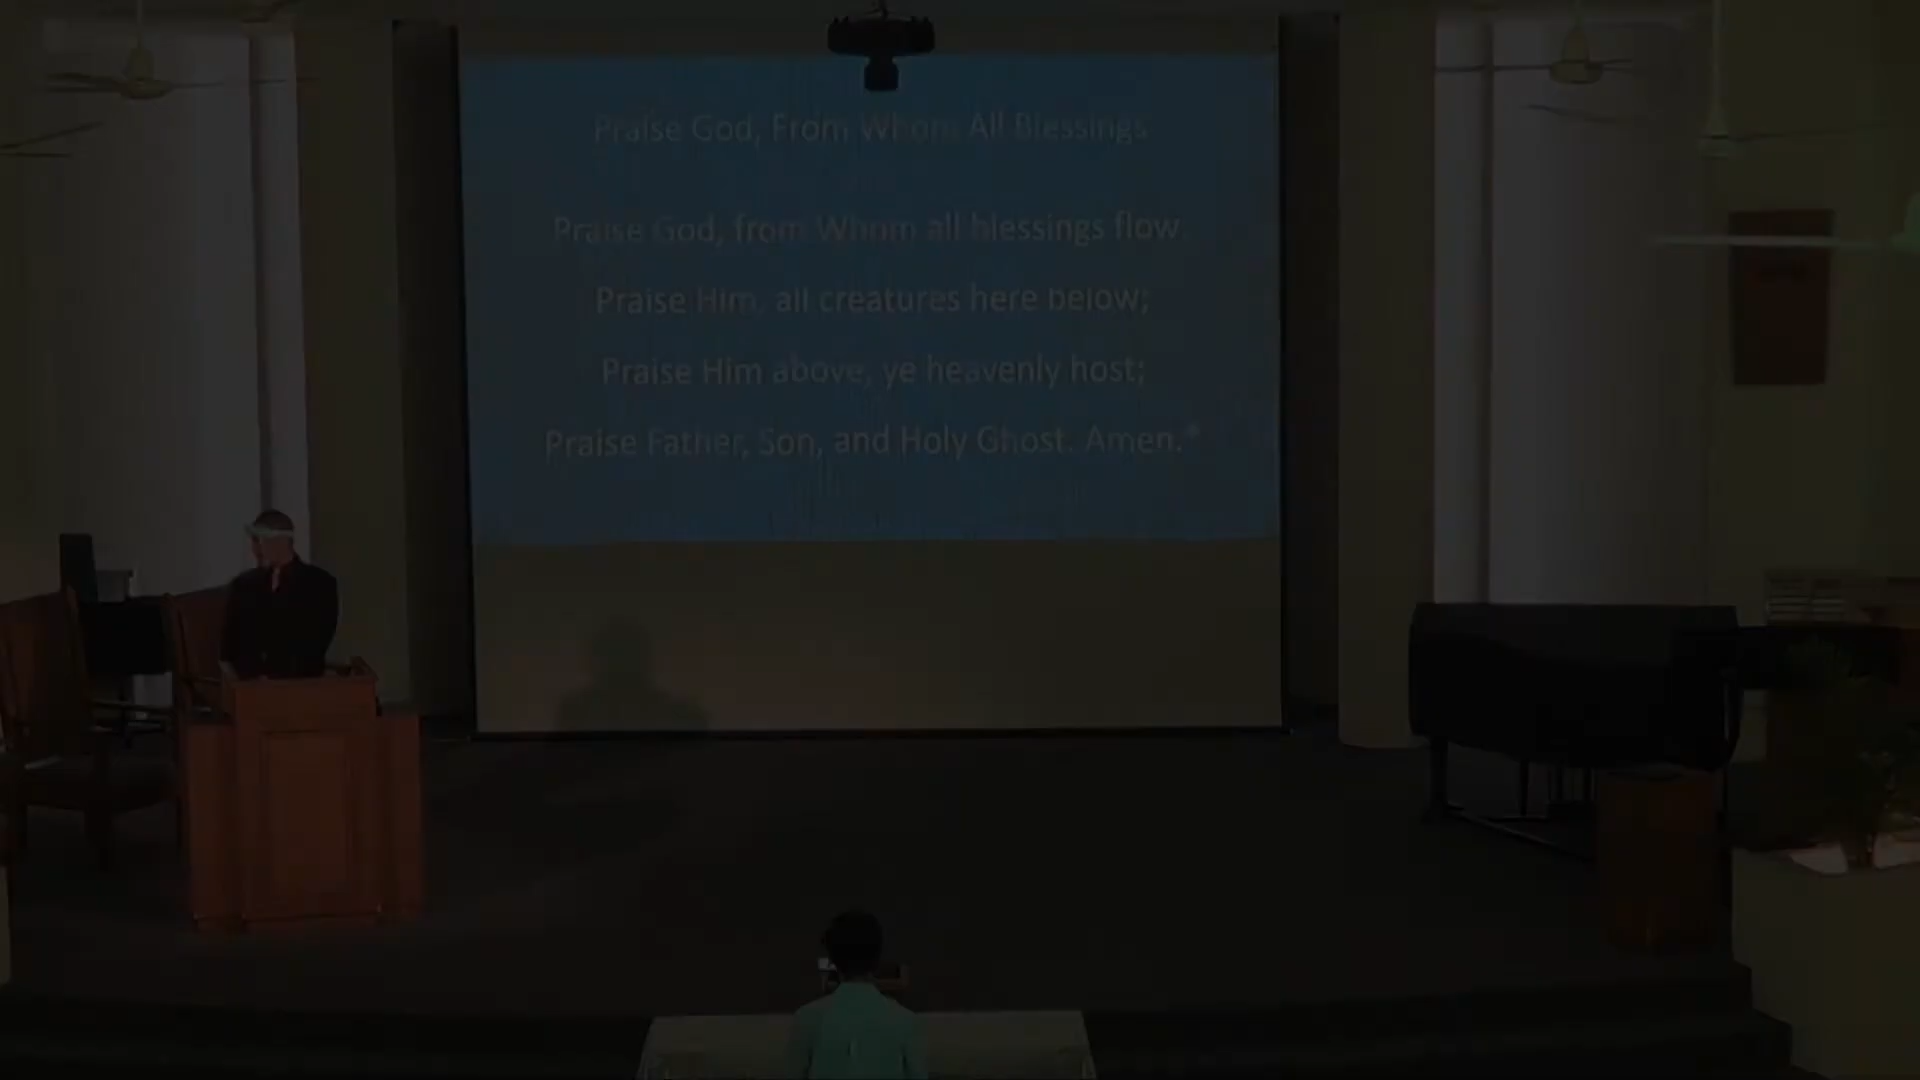 Praise God, From Whom All Blessings
Praise God, from Whom all blessings flow
Praise Him, all creatures here below;
Praise Him above, ye heavenly host;
Praise Father, Son, and Holy Ghost. Amen.